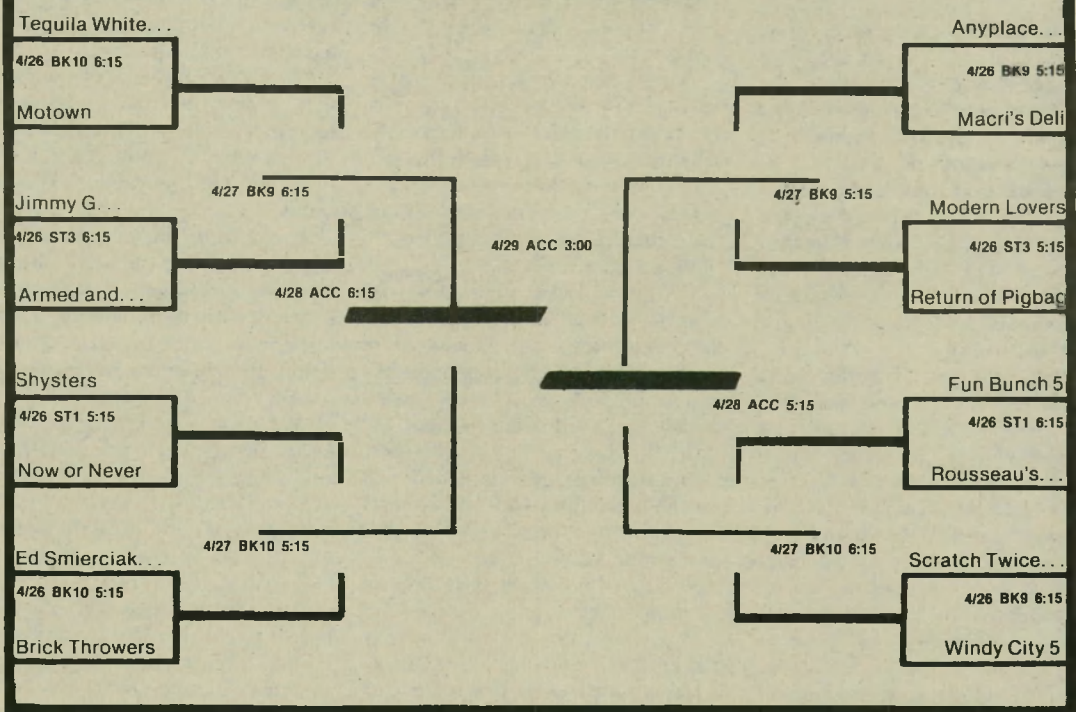 Tequila White...
4/26 BK10 6:15
Motown
4/27 BK9 6:15
Jimmy G...
4/26 ST3 6:15
Armed and...
4/28 ACC 6:15
Shysters
4/26 ST1 5:15
Now or Never
4/27 BK10 5:15
Ed Smierciak...
4/26 BK10 5:15
Brick Throwers
4/29 ACC 3:00
Anyplace...
4/26 BK9 5:15
Macri's Deli
4/27 BK9 5:15
Modern Lovers
4/26 ST3 5:15
Return of Pigbag
4/28 ACC 5:15
Fun Bunch 5
4/26 ST1 6:15
Rousseau's...
4/27 BK10 6:15
Scratch Twice...
4/26 BK9 6:15
Windy City 5